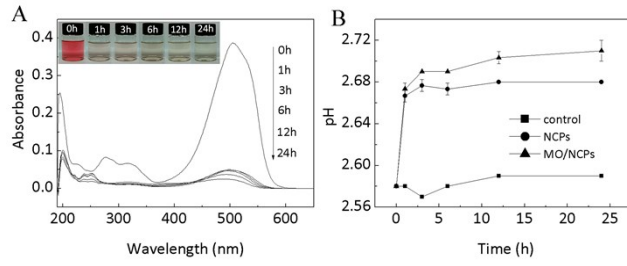 A
0h 1h 3h 6h 12h 24h
0.4
0.3
0.2
0.1
0.0
Absorbance
0h
1h
3h
6h
12h
24h
200 300 400 500 600
Wavelength (nm)
B
2.72
2.68
2.64
2.60
2.56
pH
control
NCPs
MO/NCPs
0 5 10 15 20 25
Time (h)